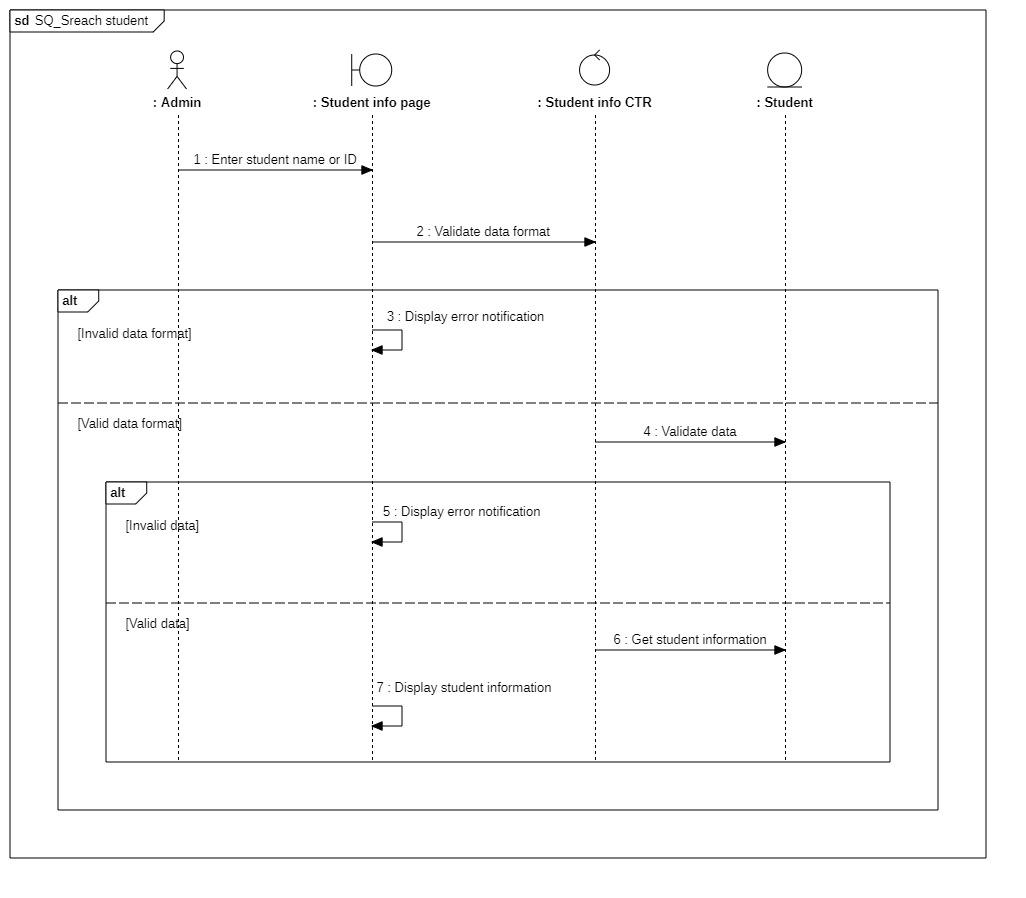 sd SQ_Sreach student
: Admin
: Student info page
: Student info CTR
: Student
1 : Enter student name or ID
2 : Validate data format
alt
3 : Display error notification
[Invalid data format]
[Valid data format]
4 : Validate data
alt
5 : Display error notification
[Invalid data]
[Valid data]
6 : Get student information
7 : Display student information